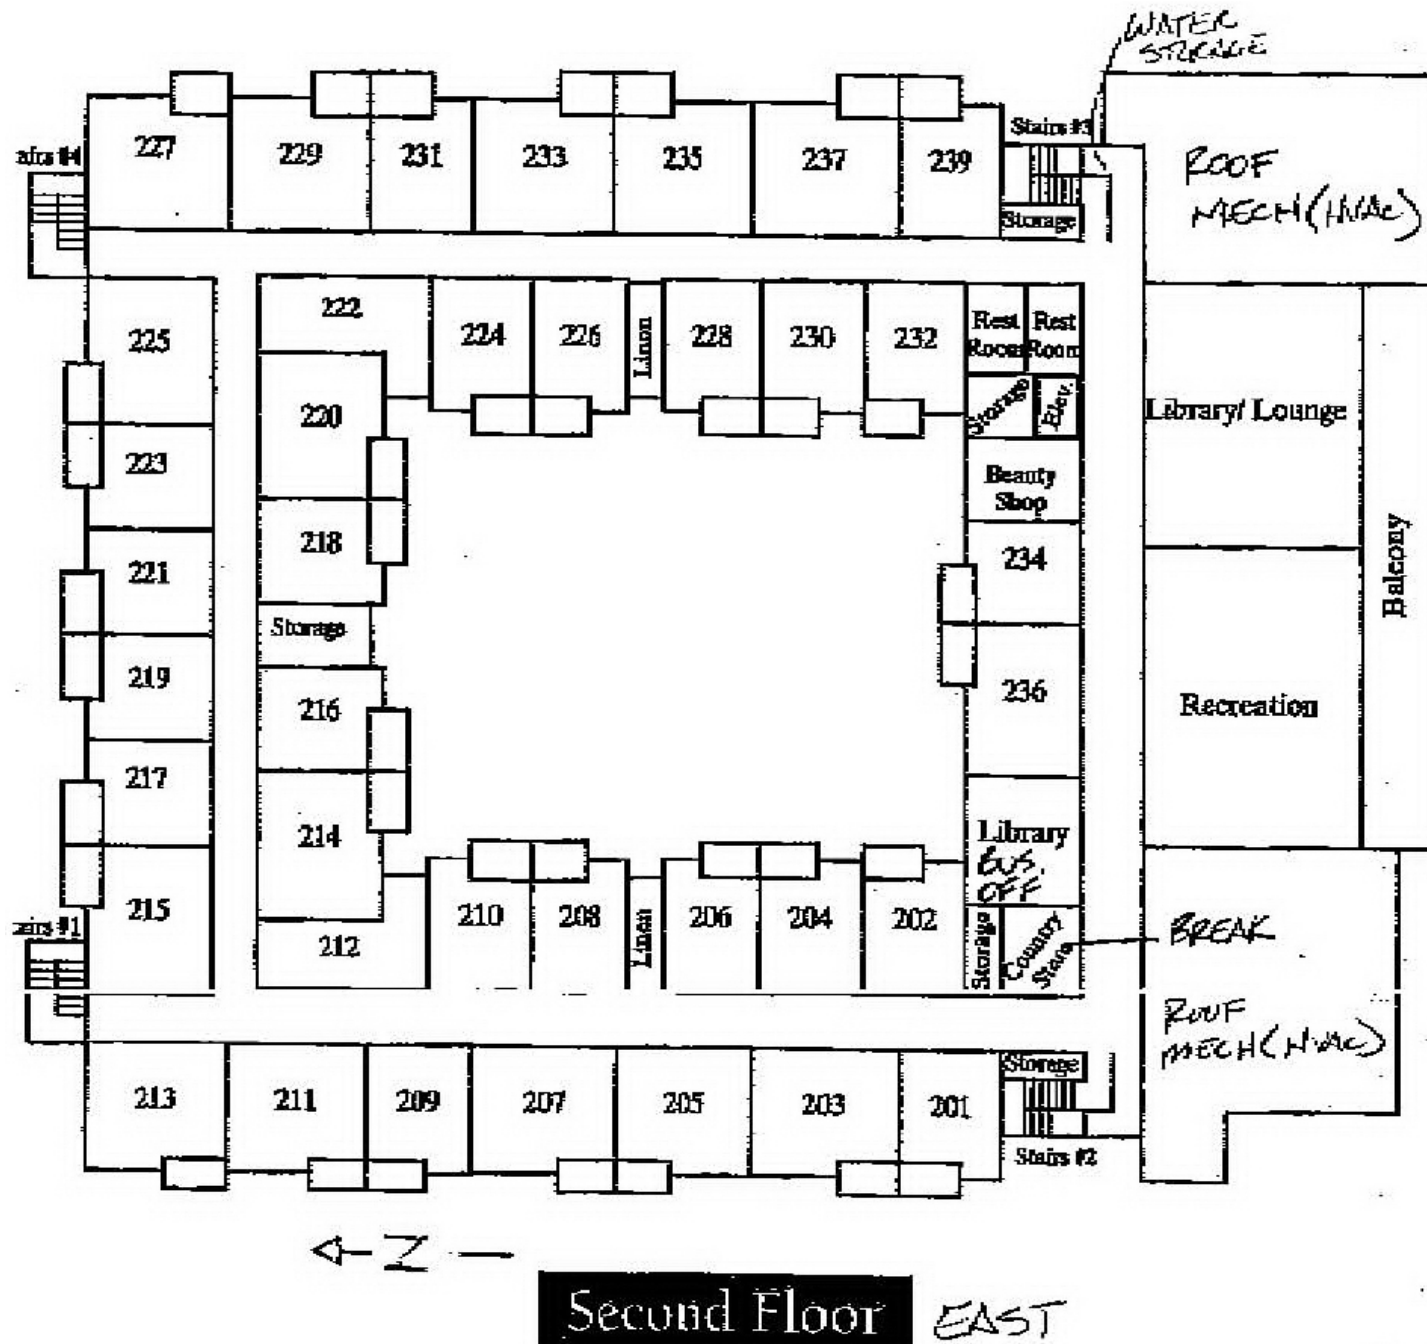 WATER
STORAGE
Stairs #3
227
229
231
233
235
237
239
airs #4
Storage
ROOF
MECH (HVAC)
222
224
226
Linen
228
230
232
Rest
Room
Rest
Room
225
220
Storage
Elev.
Library/ Lounge
223
Beauty
Shop
218
234
221
Balcony
Storage
219
216
236
Recreation
217
214
Library
BUS.
OFF
215
210
208
206
204
202
airs #1
212
Linen
Storage
Country
Store
BREAK
ROOF
MECH (HVAC)
213
211
209
207
205
203
201
Storage
Stairs #2
Z
Second Floor
EAST